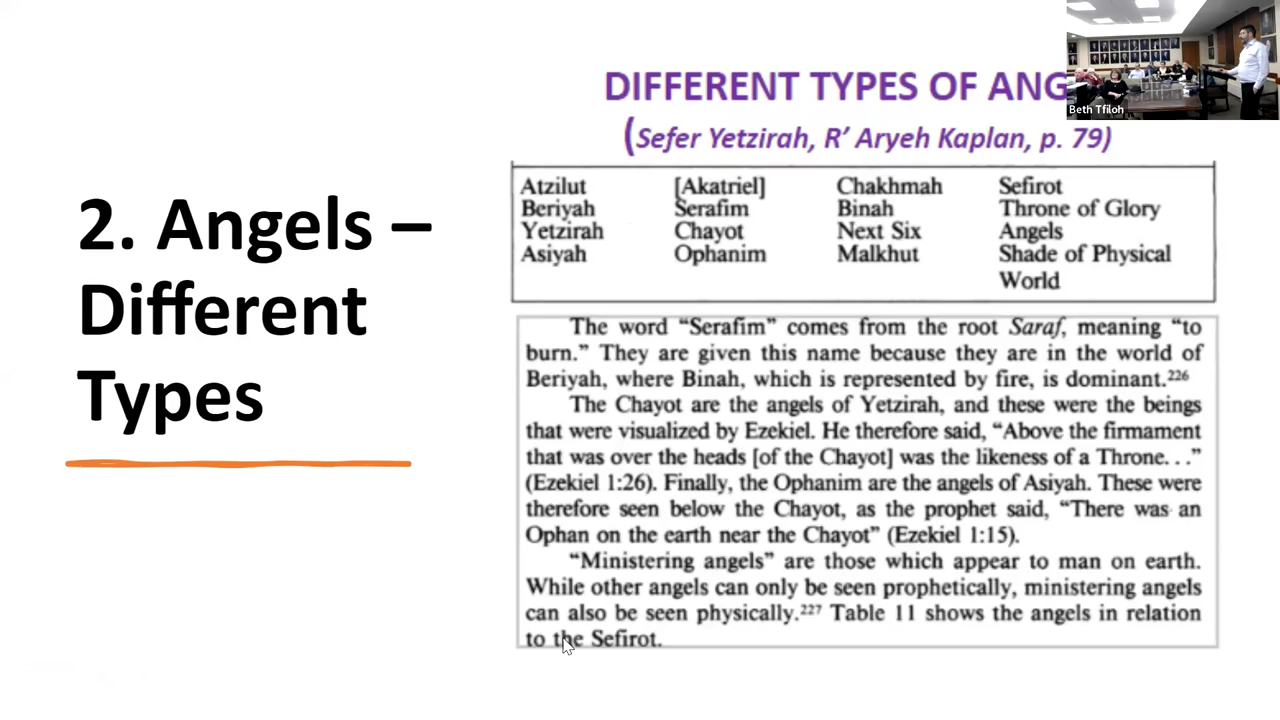 2. Angels –
Different
Types
DIFFERENT TYPES OF ANG
(Sefer Yetzirah, R’ Aryeh Kaplan, p. 79)
Beth Tfiloh
Atzilut [Akatriel] Chakhmah Sefirot
Beriyah Serafim Binah Throne of Glory
Yetzirah Chayot Next Six Angels
Asiyah Ophanim Malkhut Shade of Physical
World
The word “Serafim” comes from the root Saraf, meaning “to
burn.” They are given this name because they are in the world of
Beriyah, where Binah, which is represented by fire, is dominant.²²⁶
The Chayot are the angels of Yetzirah, and these were the beings
that were visualized by Ezekiel. He therefore said, “Above the firmament
that was over the heads [of the Chayot] was the likeness of a Throne. . .”
(Ezekiel 1:26). Finally, the Ophanim are the angels of Asiyah. These were
therefore seen below the Chayot, as the prophet said, “There was an
Ophan on the earth near the Chayot” (Ezekiel 1:15).
“Ministering angels” are those which appear to man on earth.
While other angels can only be seen prophetically, ministering angels
can also be seen physically.²²⁷ Table 11 shows the angels in relation
to the Sefirot.